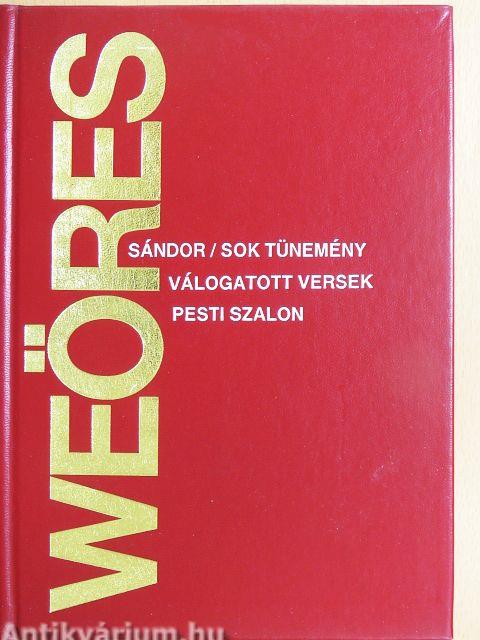 WEÖRES
SÁNDOR / SOK TÜNEMÉNY
VÁLOGATOTT VERSEK
PESTI SZALON
Antikvárium.hu